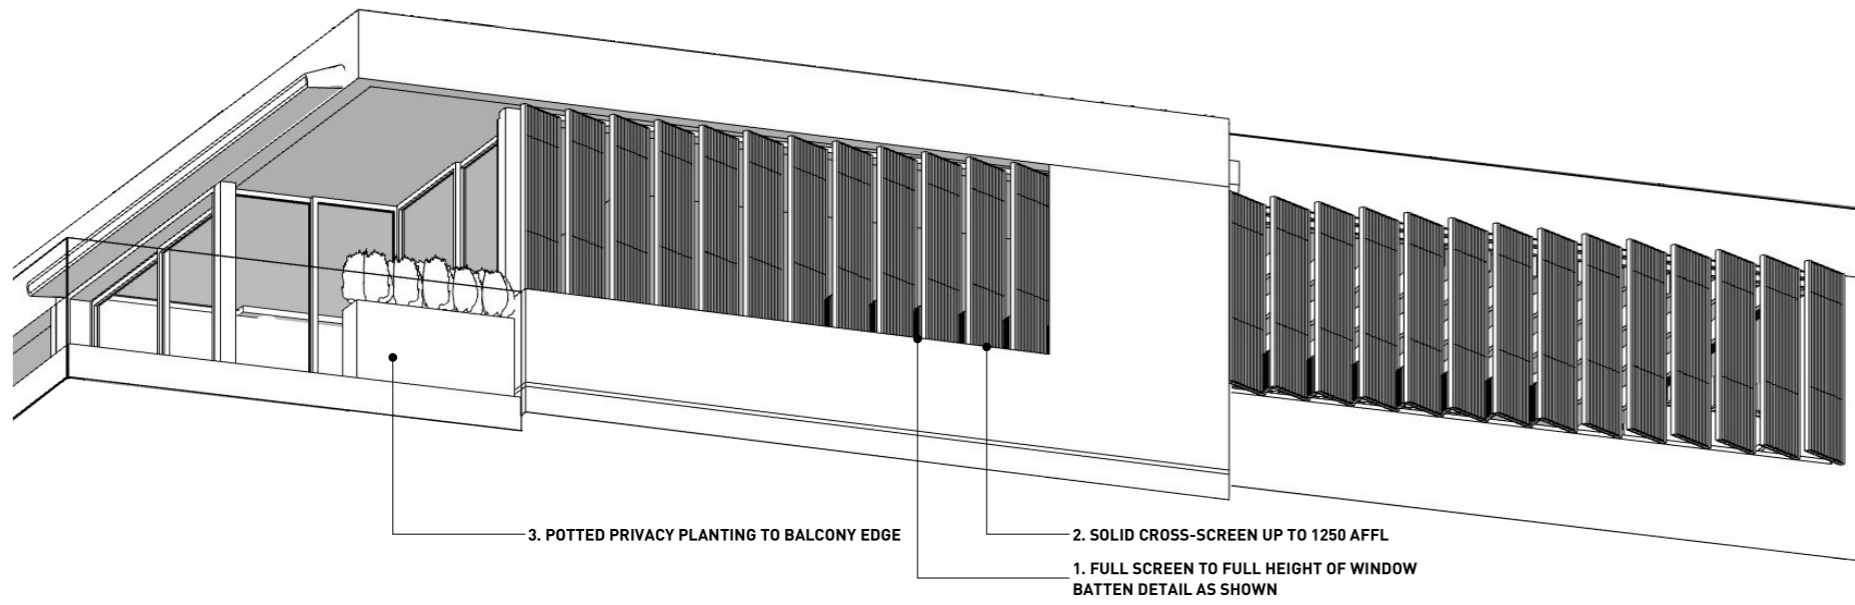 3. POTTED PRIVACY PLANTING TO BALCONY EDGE
2. SOLID CROSS-SCREEN UP TO 1250 AFFL
1. FULL SCREEN TO FULL HEIGHT OF WINDOW
BATTEN DETAIL AS SHOWN